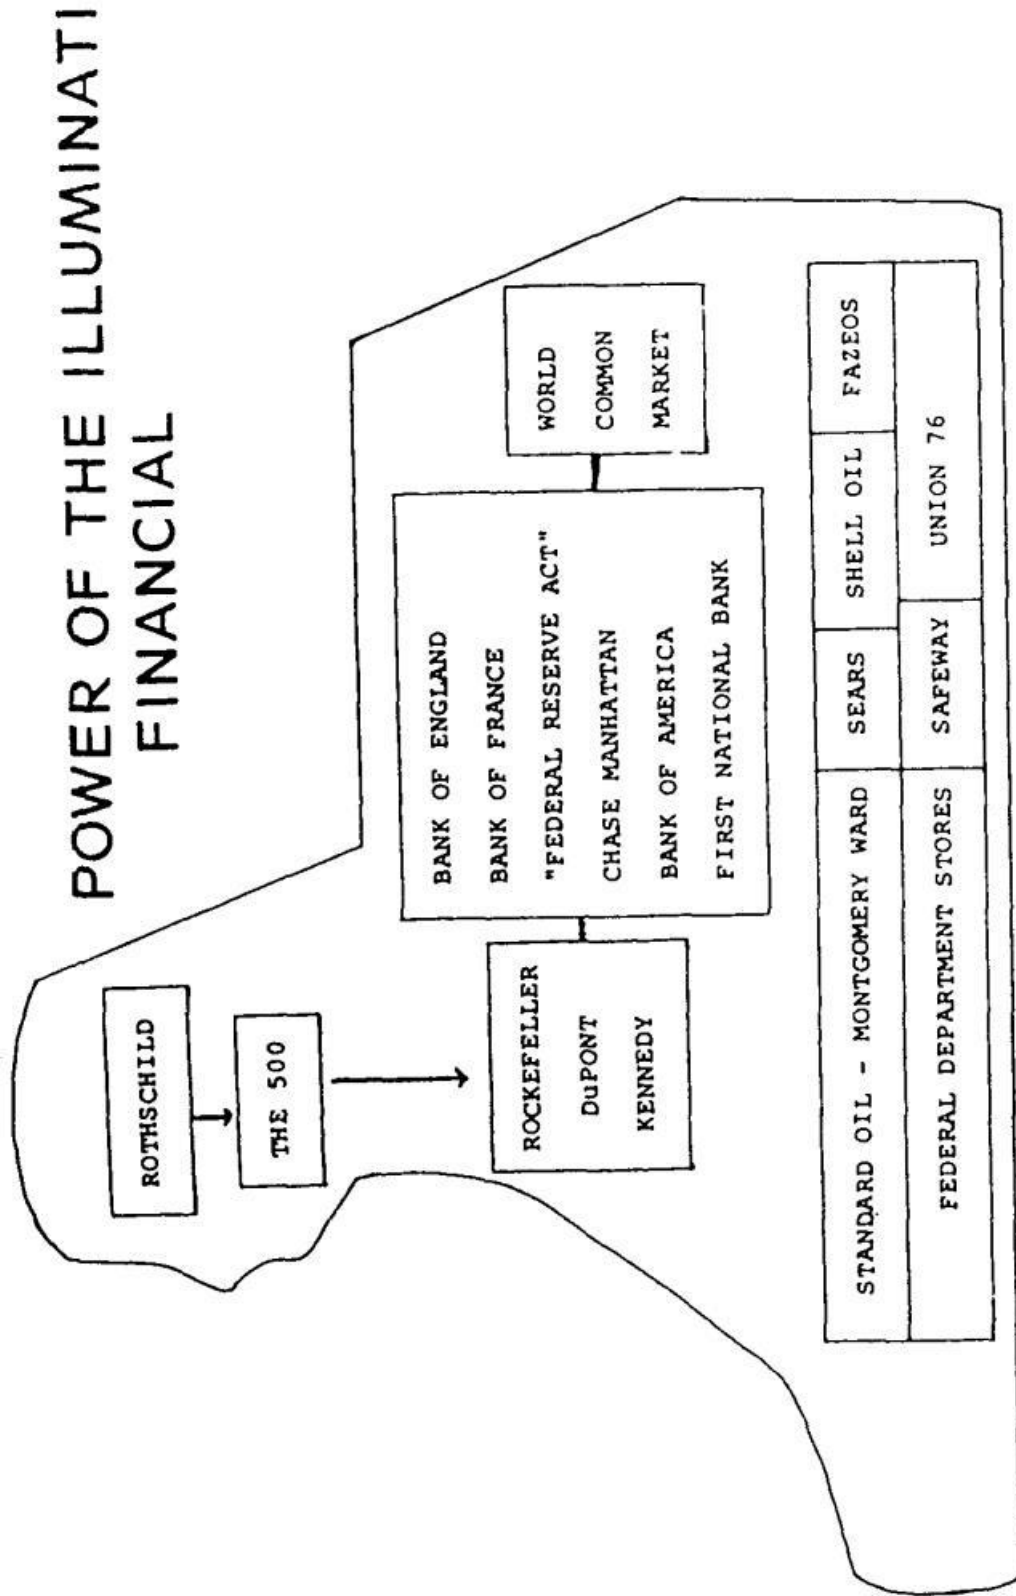 POWER OF THE ILLUMINATI
FINANCIAL
ROTHSCHILD
THE 500
ROCKEFELLER
DuPONT
KENNEDY
BANK OF ENGLAND
BANK OF FRANCE
"FEDERAL RESERVE ACT"
CHASE MANHATTAN
BANK OF AMERICA
FIRST NATIONAL BANK
WORLD
COMMON
MARKET
STANDARD OIL - MONTGOMERY WARD
SEARS
SHELL OIL
FAZEOS
FEDERAL DEPARTMENT STORES
SAFEWAY
UNION 76